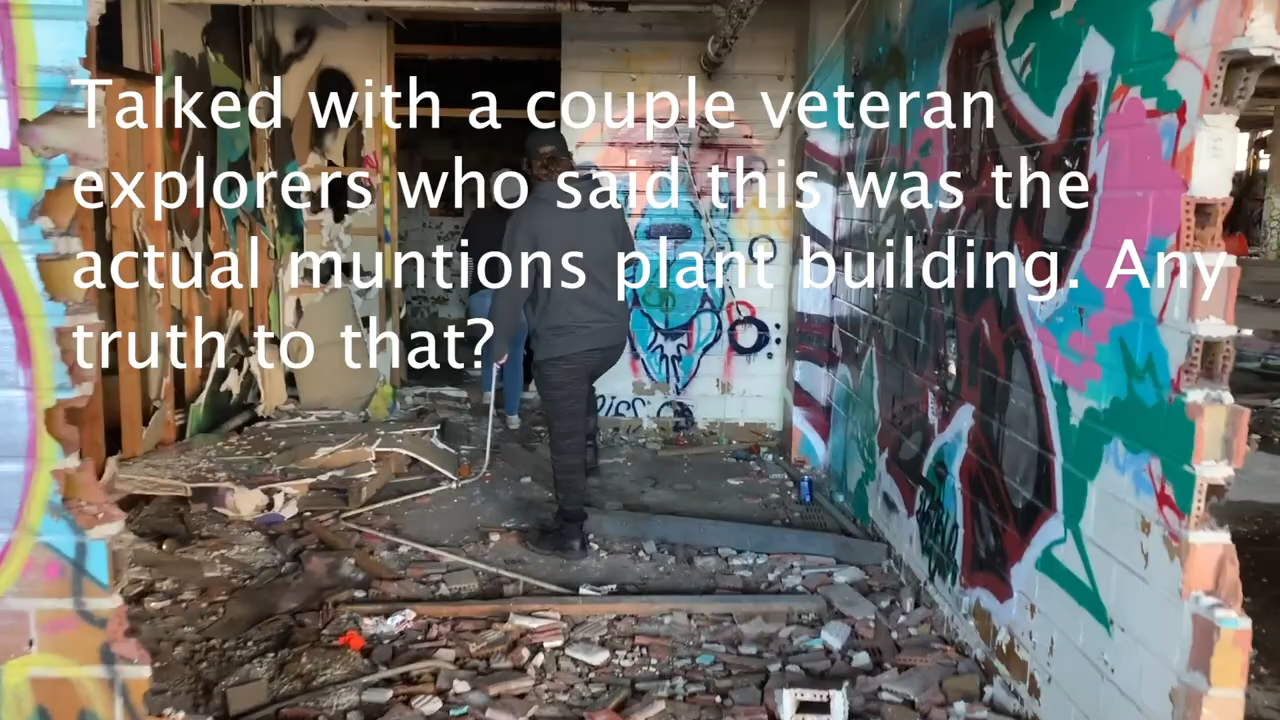 Talked with a couple veteran
explorers who said this was the
actual muntions plant building. Any
truth to that?